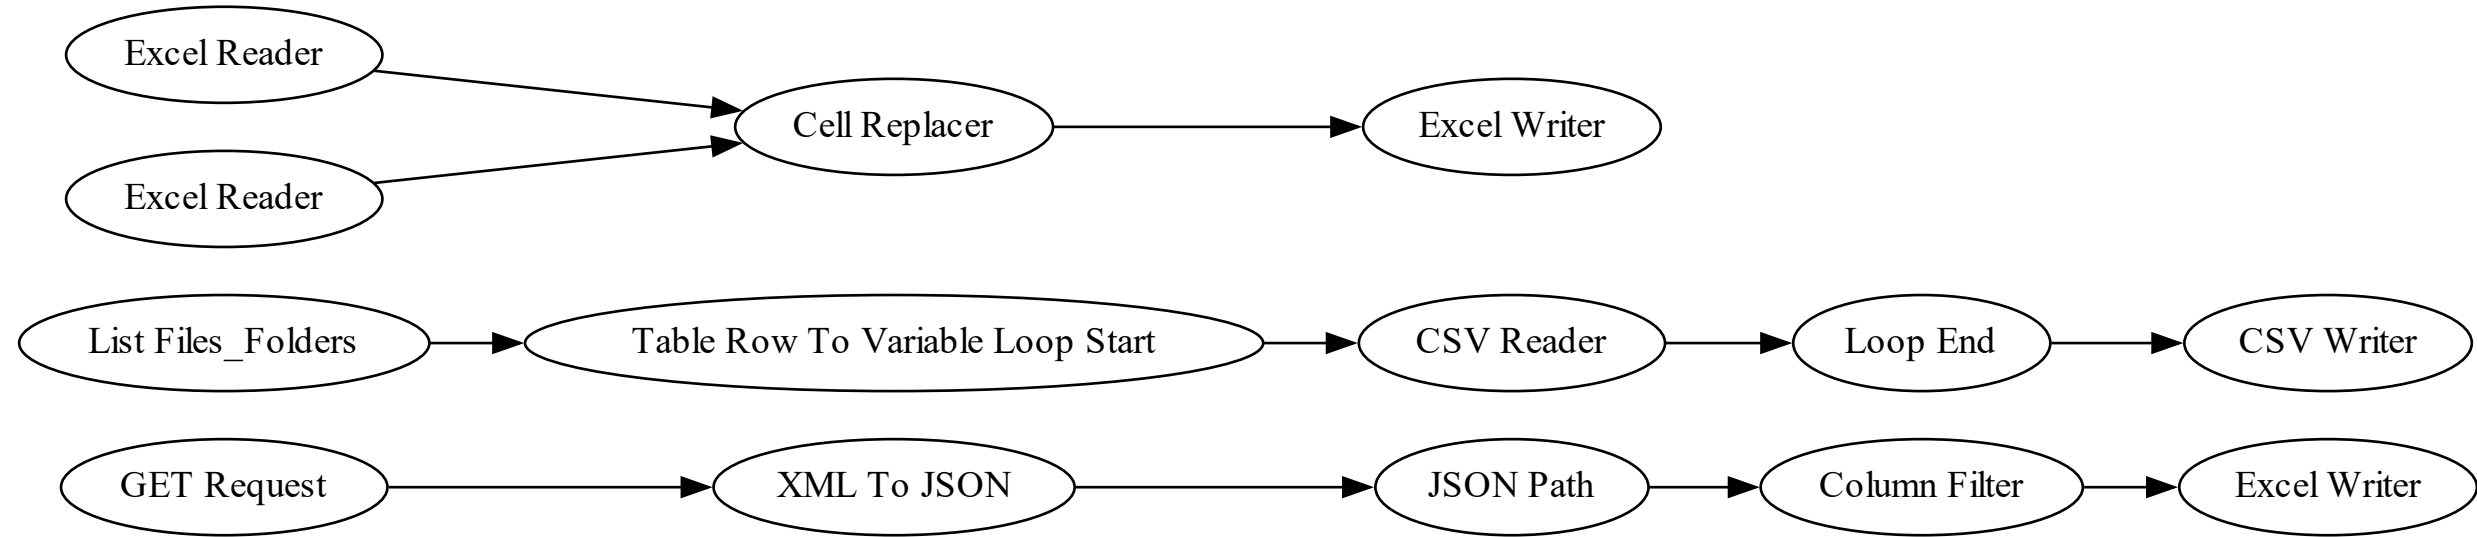 Excel Reader
Cell Replacer
Excel Writer
Excel Reader
List Files_Folders
Table Row To Variable Loop Start
CSV Reader
Loop End
CSV Writer
GET Request
XML To JSON
JSON Path
Column Filter
Excel Writer